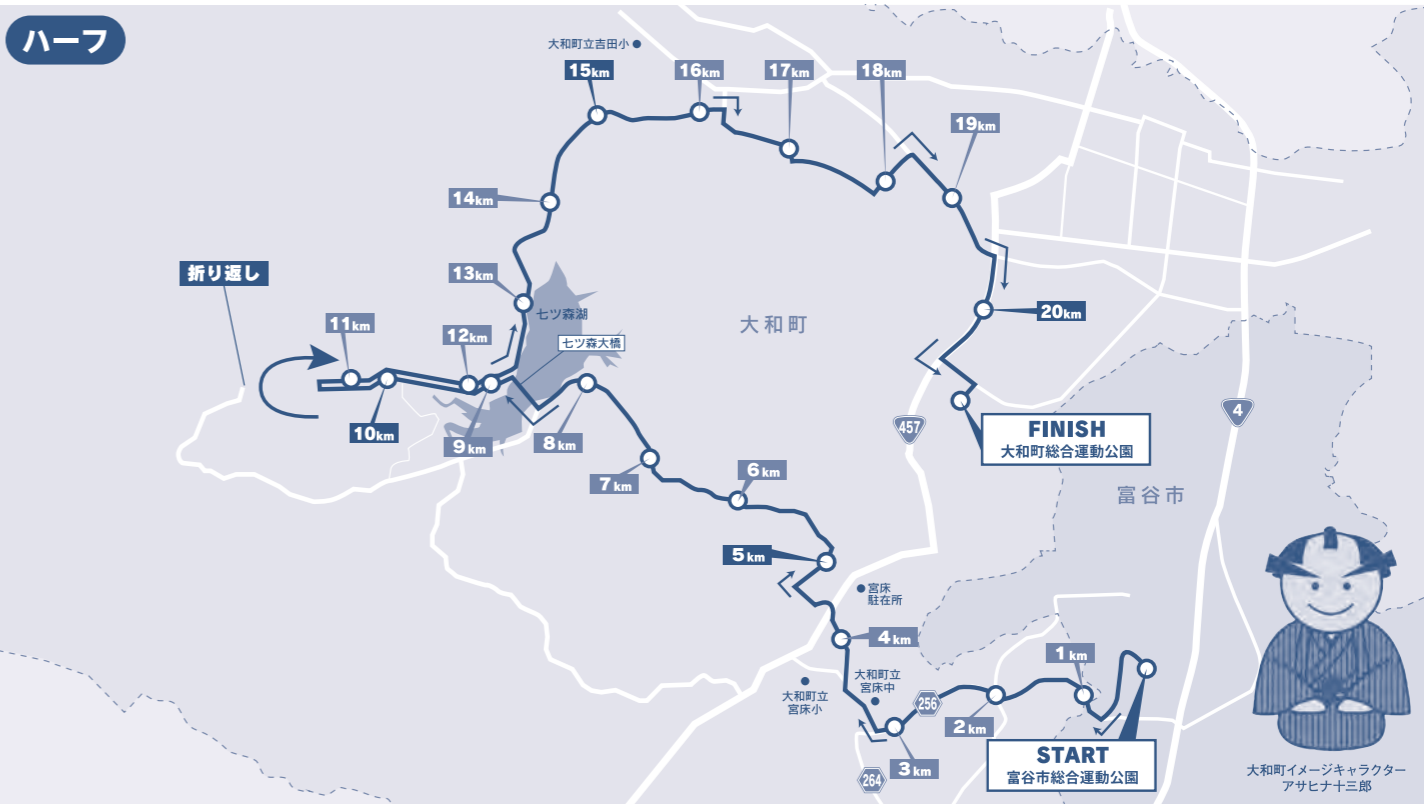 ハーフ
大和町立吉田小
15km
16km
17km
18km
19km
14km
13km
折り返し
七ツ森湖
11km
12km
七ツ森大橋
大和町
20km
10km
9km
8km
7km
6km
457
4
FINISH
大和町総合運動公園
富谷市
5km
宮床
駐在所
4km
1km
大和町立
宮床中
大和町立
宮床小
256
2km
3km
264
START
富谷市総合運動公園
大和町イメージキャラクター
アサヒナ十三郎